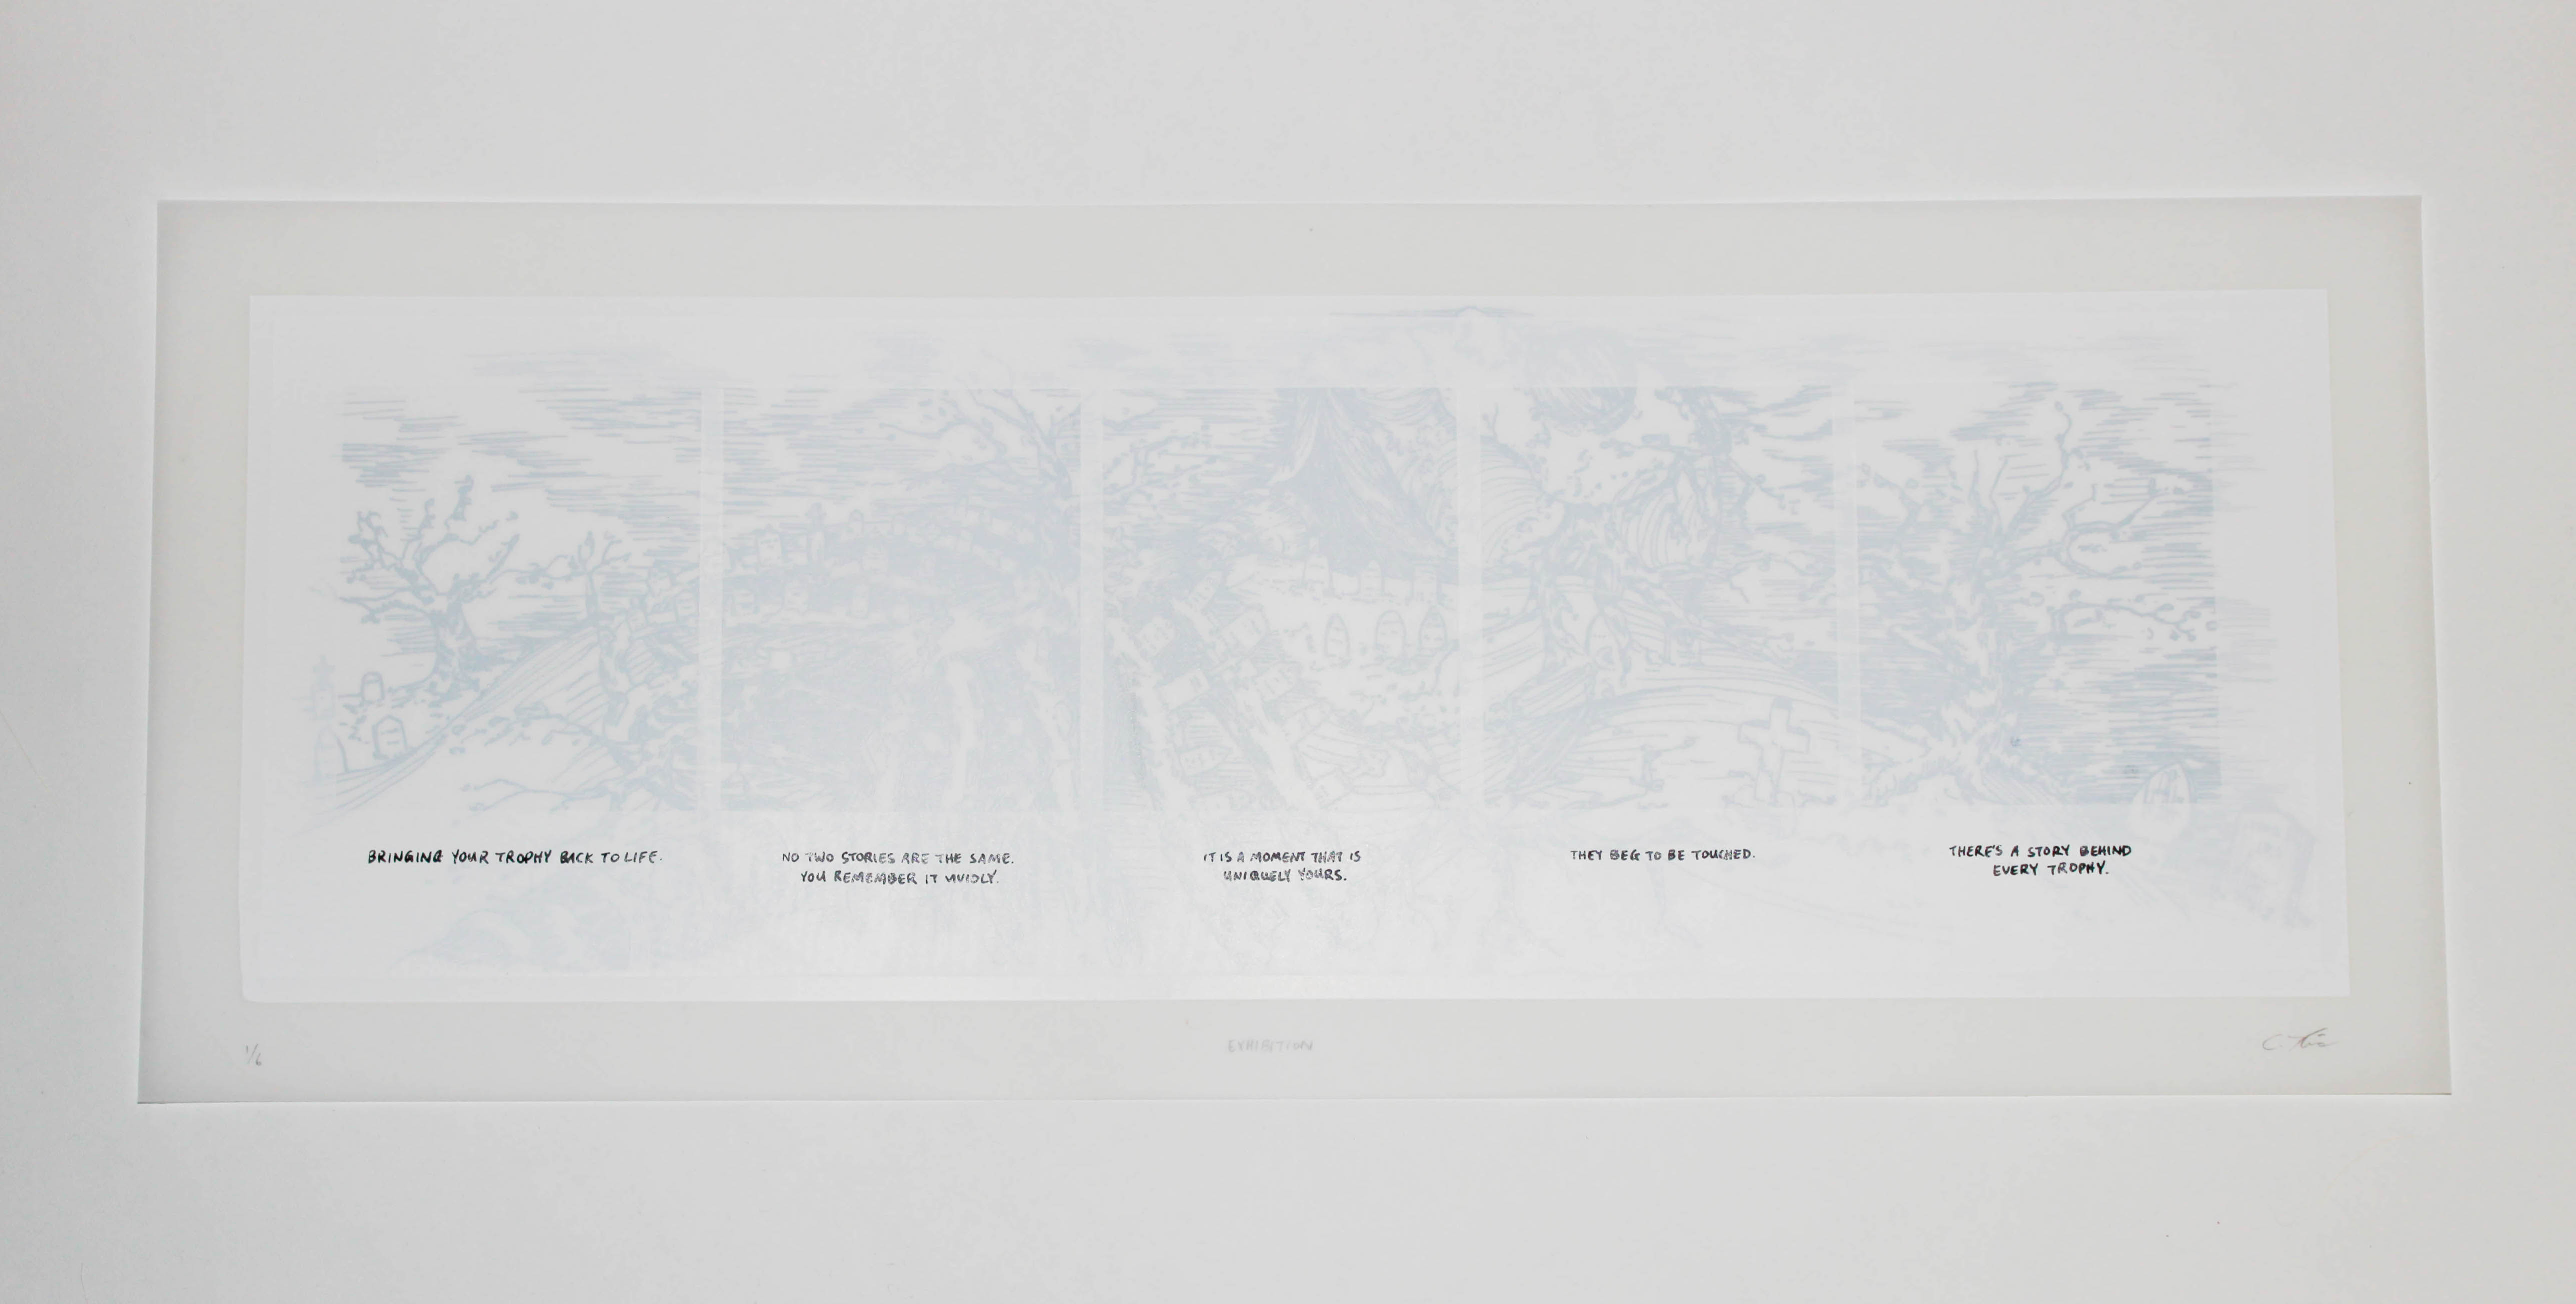 BRINGING YOUR TROPHY BACK TO LIFE.
NO TWO STORIES ARE THE SAME.
YOU REMEMBER IT VIVIDLY.
IT IS A MOMENT THAT IS
UNIQUELY YOURS.
THEY BEG TO BE TOUCHED.
THERE'S A STORY BEHIND
EVERY TROPHY.
1/6
EXHIBITION